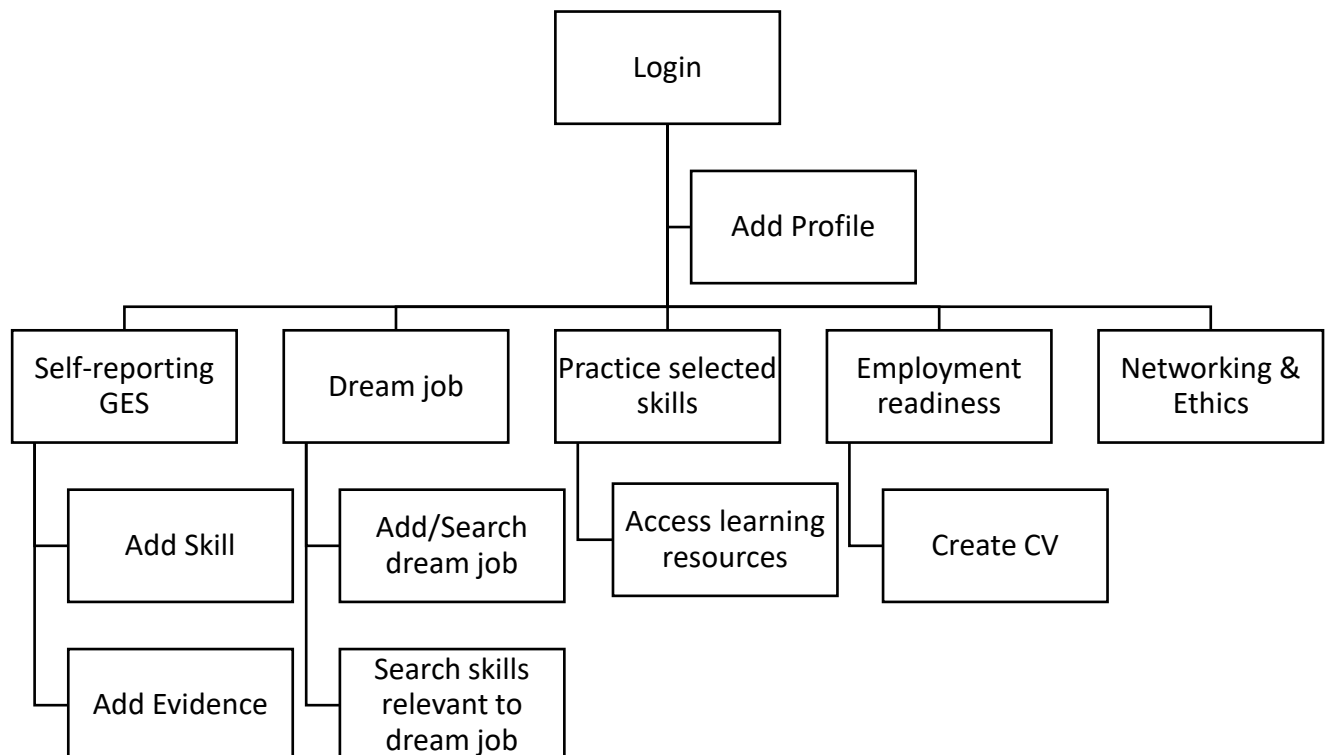 Login
Add Profile
Self-reporting
GES
Dream job
Practice selected
skills
Employment
readiness
Networking &
Ethics
Add Skill
Add/Search
dream job
Access learning
resources
Create CV
Add Evidence
Search skills
relevant to
dream job